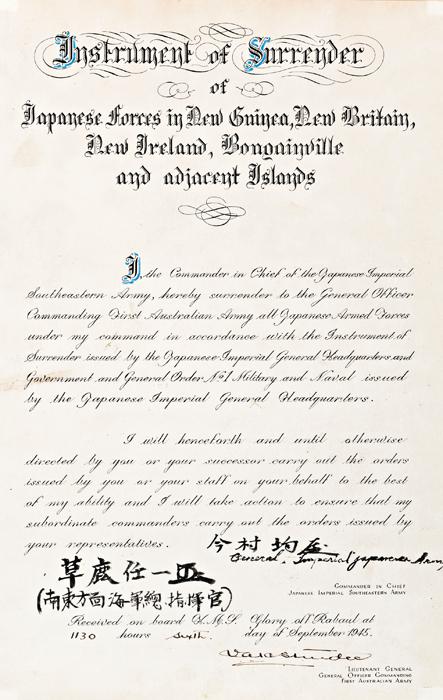 Instrument of Surrender
of
Japanese Forces in New Guinea, New Britain,
New Ireland, Bougainville
and adjacent Islands
I the Commander in Chief of the Japanese Imperial
Southeastern Army, hereby surrender to the General Officer
Commanding First Australian Army all Japanese Armed Forces
under my command in accordance with the Instrument of
Surrender issued by the Japanese Imperial General Headquarters and
Government and General Order No 1 Military and Naval issued
by the Japanese Imperial General Headquarters.
I will henceforth and until otherwise
directed by you or your successor carry out the orders
issued by you or your staff on your behalf to the best
of my ability and I will take action to ensure that my
subordinate commanders carry out the orders issued by
your representatives.
今村均
General, Imperial Japanese Army
草鹿任一
(南東方面海軍總指揮官)
COMMANDER IN CHIEF
JAPANESE IMPERIAL SOUTHEASTERN ARMY
Received on board H.M.S. Glory off Rabaul at
1130 hours sixth day of September 1945.
LIEUTENANT GENERAL
GENERAL OFFICER COMMANDING
FIRST AUSTRALIAN ARMY